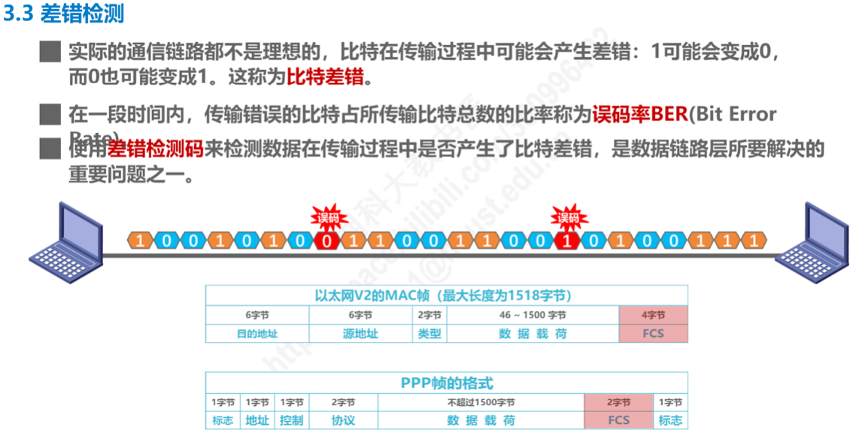 3.3 差错检测
实际的通信链路都不是理想的，比特在传输过程中可能会产生差错：1可能会变成0，
而0也可能变成1。这称为比特差错。
在一段时间内，传输错误的比特占所传输比特总数的比率称为误码率BER(Bit Error
Rate)
使用差错检测码来检测数据在传输过程中是否产生了比特差错，是数据链路层所要解决的
重要问题之一。
误码 误码
1 0 0 1 0 1 0 0 1 1 0 0 1 1 0 0 1 0 1 0 0 1 1 1
以太网V2的MAC帧（最大长度为1518字节）
6字节 6字节 2字节 46 ~ 1500 字节 4字节
目的地址 源地址 类型 数 据 载 荷 FCS
PPP帧的格式
1字节 1字节 1字节 2字节 不超过1500字节 2字节 1字节
标志 地址 控制 协议 数 据 载 荷 FCS 标志